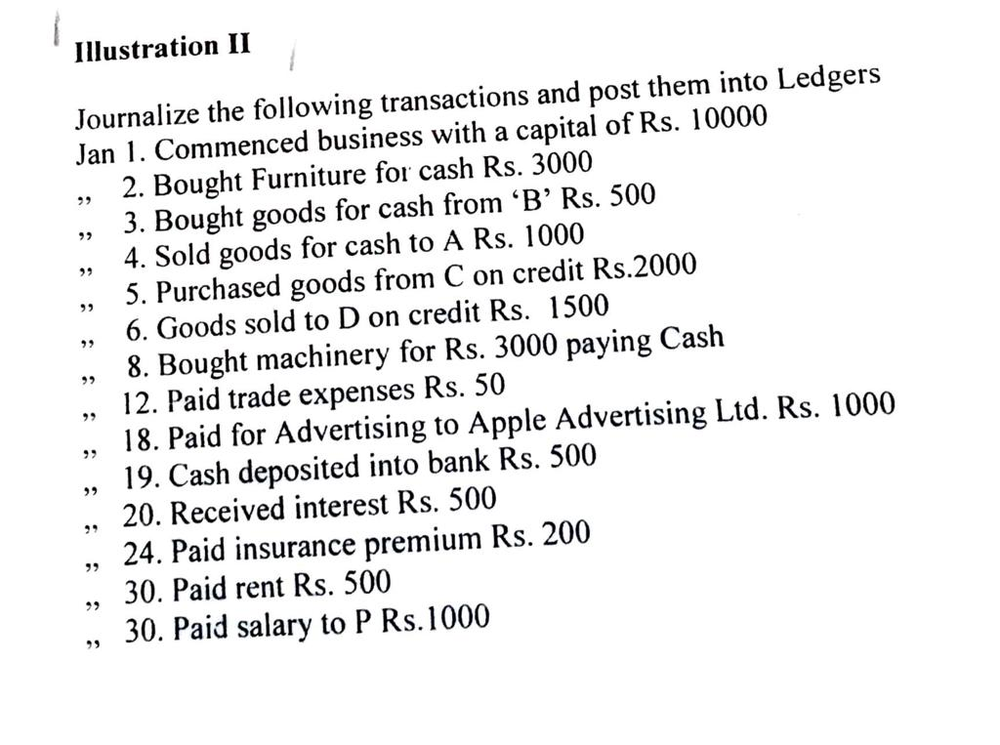 Illustration II
Journalize the following transactions and post them into Ledgers
Jan 1. Commenced business with a capital of Rs. 10000
,, 2. Bought Furniture for cash Rs. 3000
,, 3. Bought goods for cash from ‘B’ Rs. 500
,, 4. Sold goods for cash to A Rs. 1000
,, 5. Purchased goods from C on credit Rs.2000
,, 6. Goods sold to D on credit Rs. 1500
,, 8. Bought machinery for Rs. 3000 paying Cash
,, 12. Paid trade expenses Rs. 50
,, 18. Paid for Advertising to Apple Advertising Ltd. Rs. 1000
,, 19. Cash deposited into bank Rs. 500
,, 20. Received interest Rs. 500
,, 24. Paid insurance premium Rs. 200
,, 30. Paid rent Rs. 500
,, 30. Paid salary to P Rs.1000